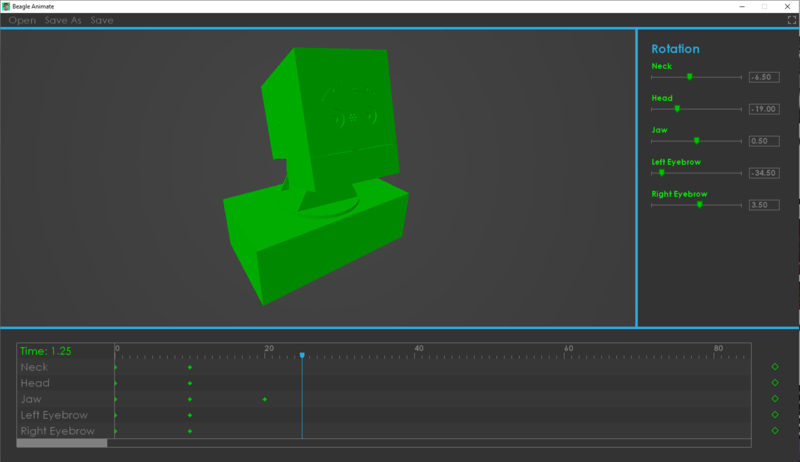 Beagle Animate
Open Save As Save
Rotation
Neck
-6.50
Head
-19.00
Jaw
0.50
Left Eyebrow
-34.50
Right Eyebrow
3.50
Time: 1.25 0 20 40 60 80
Neck
Head
Jaw
Left Eyebrow
Right Eyebrow